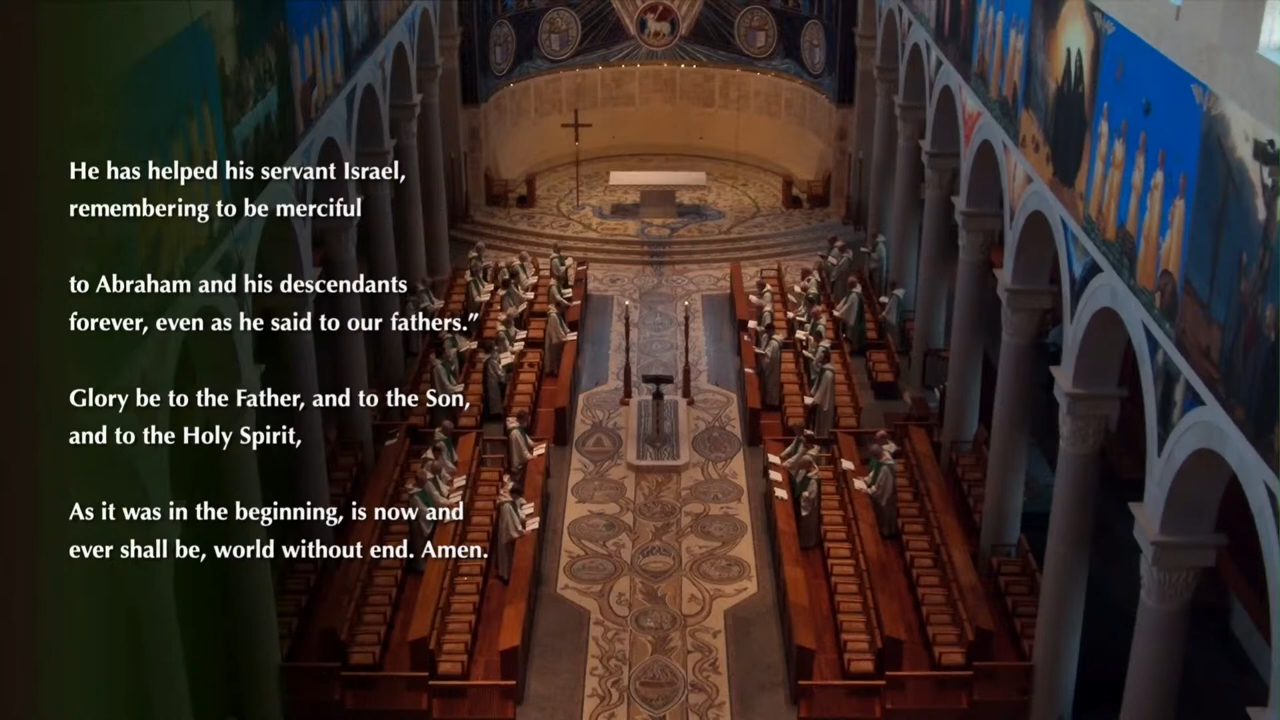 He has helped his servant Israel,
remembering to be merciful
to Abraham and his descendants
forever, even as he said to our fathers.”
Glory be to the Father, and to the Son,
and to the Holy Spirit,
As it was in the beginning, is now and
ever shall be, world without end. Amen.